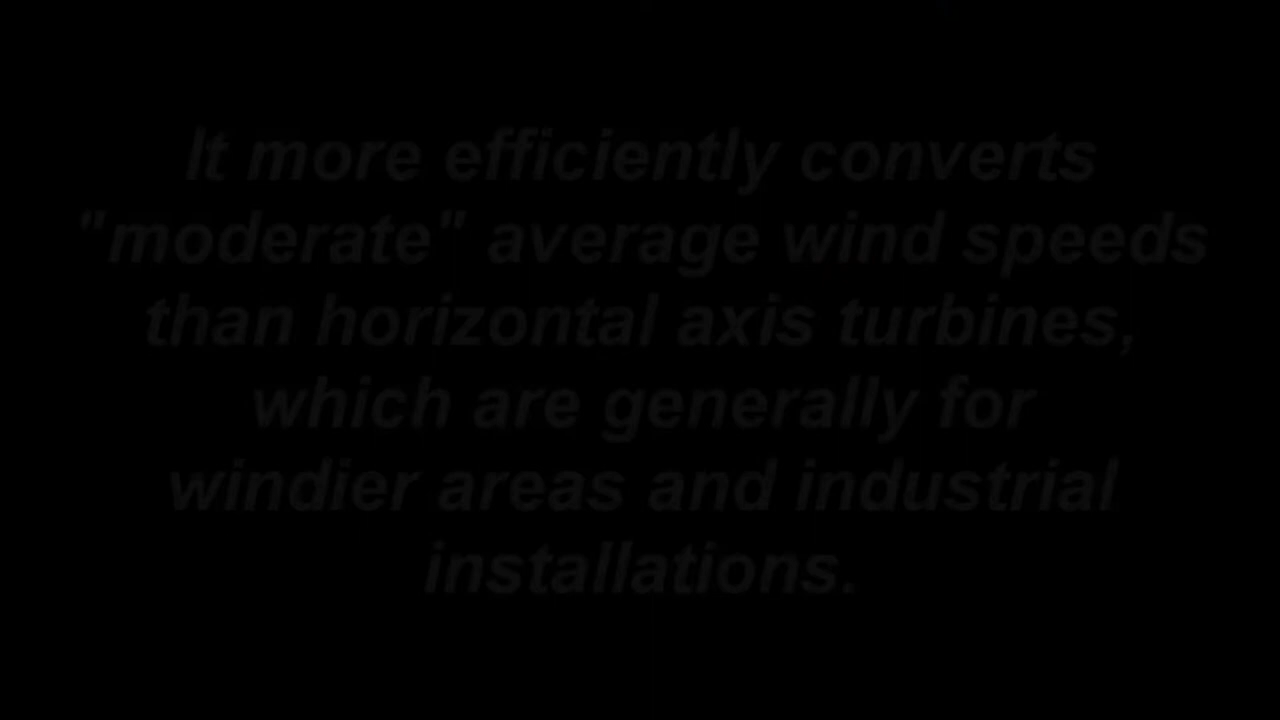 It more efficiently converts
"moderate" average wind speeds
than horizontal axis turbines,
which are generally for
windier areas and industrial
installations.